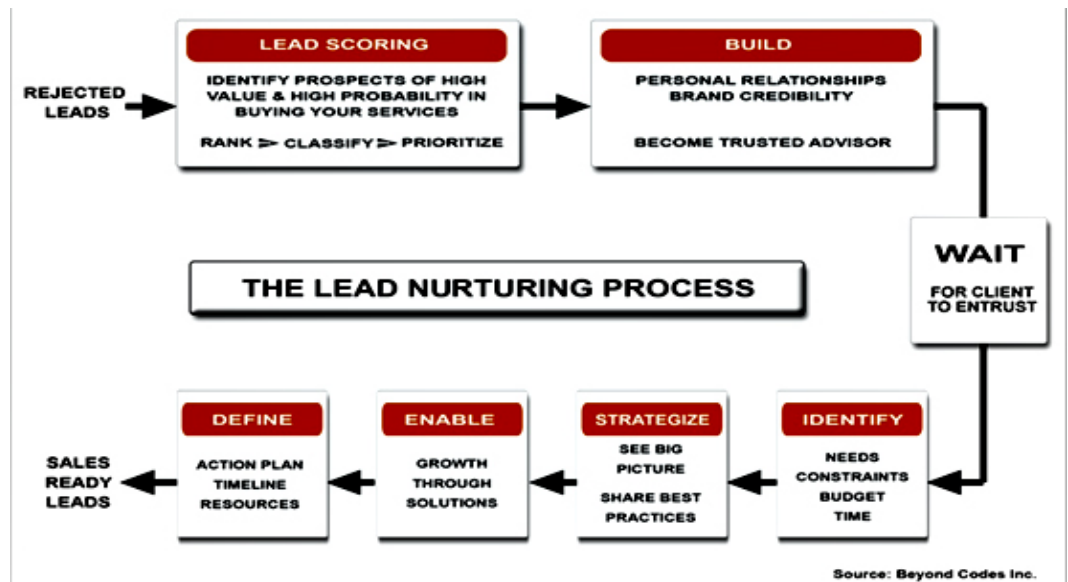 LEAD SCORING
IDENTIFY PROSPECTS OF HIGH
VALUE & HIGH PROBABILITY IN
BUYING YOUR SERVICES
RANK > CLASSIFY > PRIORITIZE
REJECTED
LEADS
BUILD
PERSONAL RELATIONSHIPS
BRAND CREDIBILITY
BECOME TRUSTED ADVISOR
WAIT
FOR CLIENT
TO ENTRUST
THE LEAD NURTURING PROCESS
IDENTIFY
NEEDS
CONSTRAINTS
BUDGET
TIME
STRATEGIZE
SEE BIG
PICTURE
SHARE BEST
PRACTICES
ENABLE
GROWTH
THROUGH
SOLUTIONS
DEFINE
ACTION PLAN
TIMELINE
RESOURCES
SALES
READY
LEADS
Source: Beyond Codes Inc.